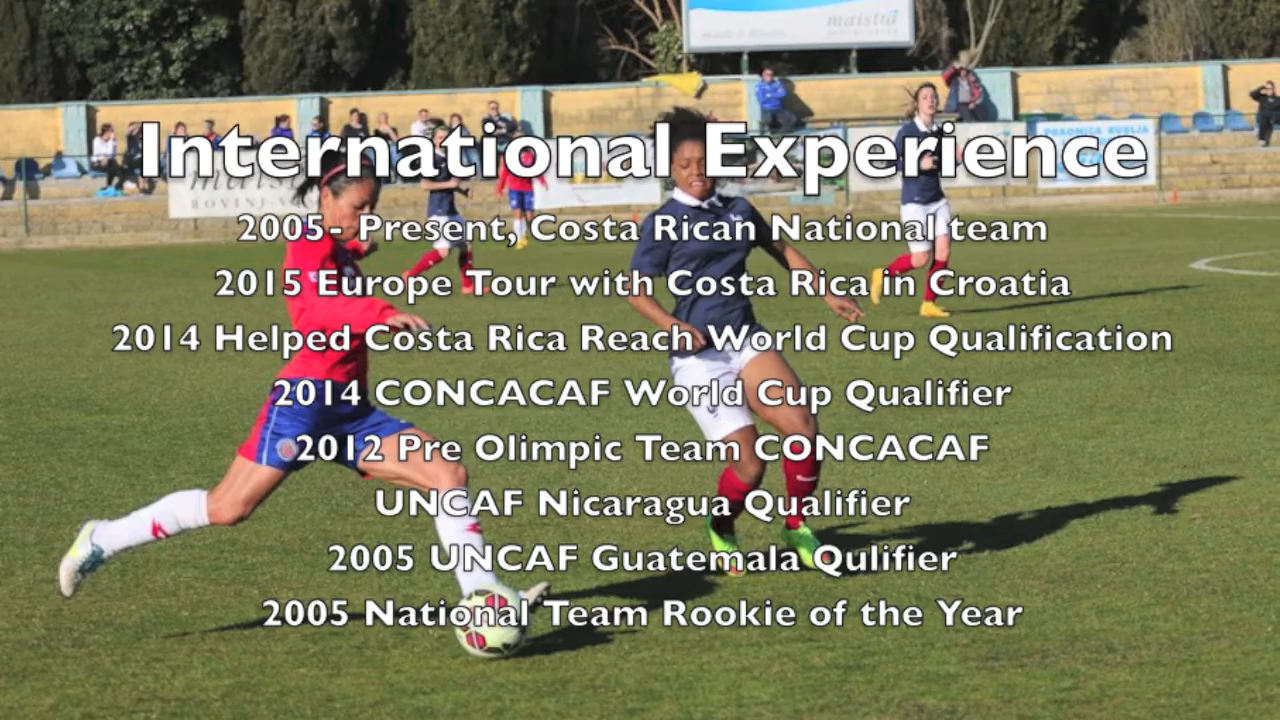 maistra
International Experience
2005- Present, Costa Rican National team
2015 Europe Tour with Costa Rica in Croatia
2014 Helped Costa Rica Reach World Cup Qualification
2014 CONCACAF World Cup Qualifier
2012 Pre Olimpic Team CONCACAF
UNCAF Nicaragua Qualifier
2005 UNCAF Guatemala Qulifier
2005 National Team Rookie of the Year